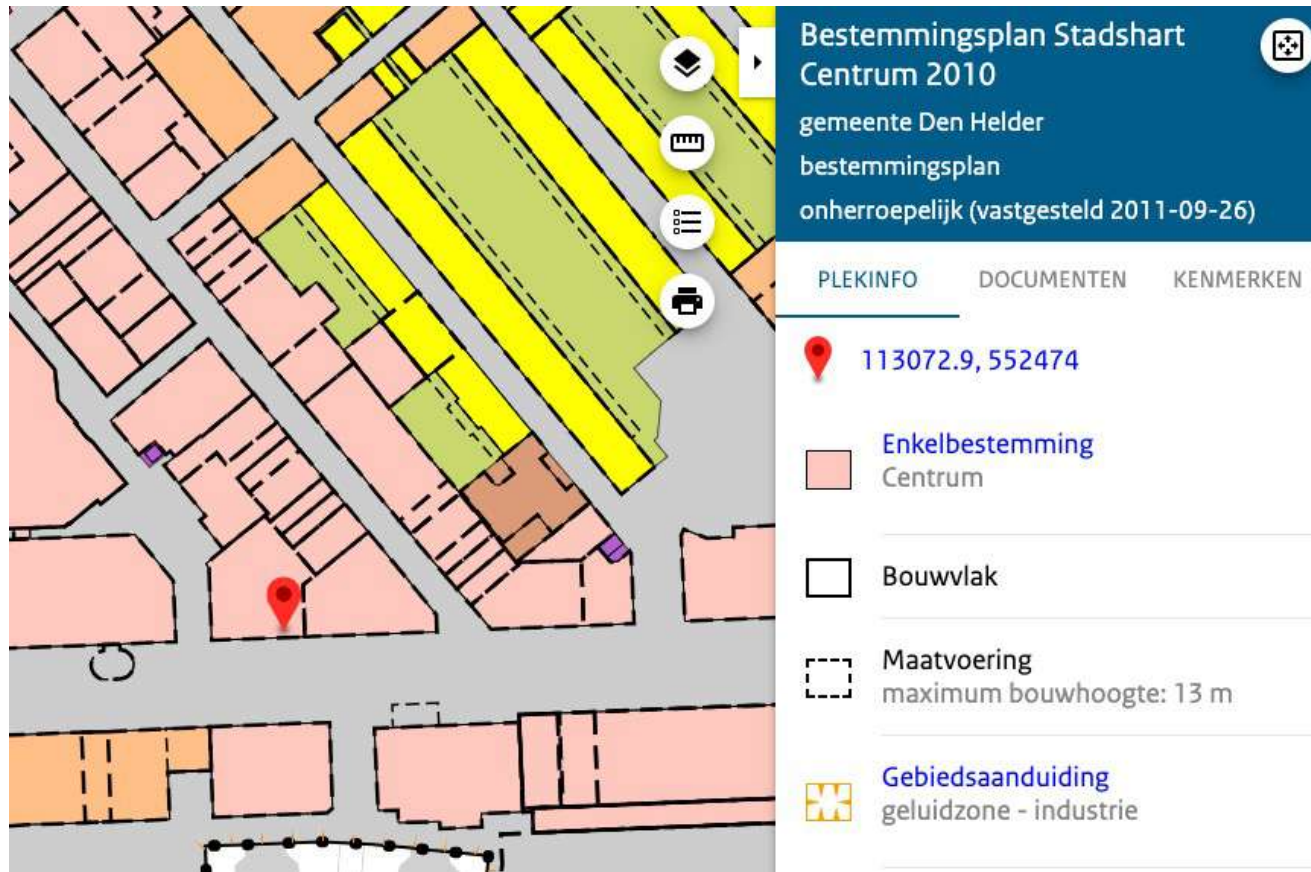 Bestemmingsplan Stadshart
Centrum 2010
gemeente Den Helder
bestemmingsplan
onherroepelijk (vastgesteld 2011-09-26)
PLEKINFO DOCUMENTEN KENMERKEN
113072.9, 552474
Enkelbestemming
Centrum
Bouwvlak
Maatvoering
maximum bouwhoogte: 13 m
Gebiedsaanduiding
geluidzone - industrie